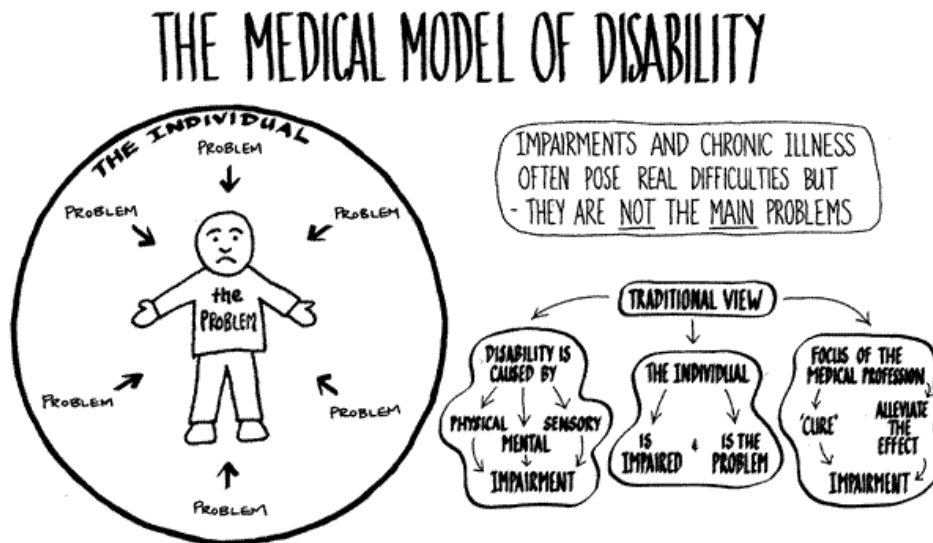 THE MEDICAL MODEL OF DISABILITY
THE INDIVIDUAL
PROBLEM
PROBLEM
PROBLEM
the
PROBLEM
PROBLEM
PROBLEM
PROBLEM
IMPAIRMENTS AND CHRONIC ILLNESS
OFTEN POSE REAL DIFFICULTIES BUT
- THEY ARE NOT THE MAIN PROBLEMS
TRADITIONAL VIEW
DISABILITY IS
CAUSED BY
PHYSICAL SENSORY
MENTAL
IMPAIRMENT
THE INDIVIDUAL
IS
IMPAIRED
&
IS THE
PROBLEM
FOCUS OF THE
MEDICAL PROFESSION
"CURE"
ALLEVIATE
THE
EFFECT
IMPAIRMENT